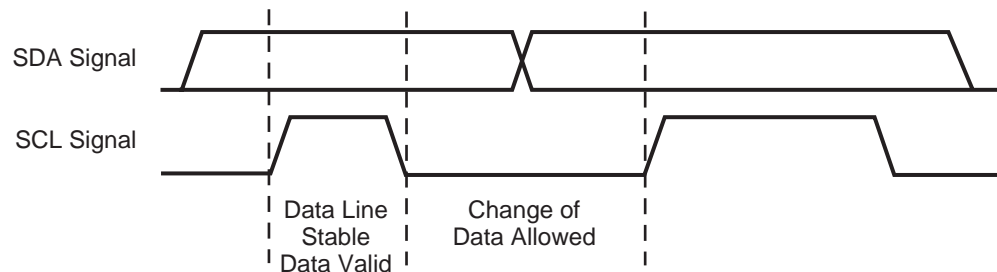 SDA Signal
SCL Signal
Data Line
Stable
Data Valid
Change of
Data Allowed